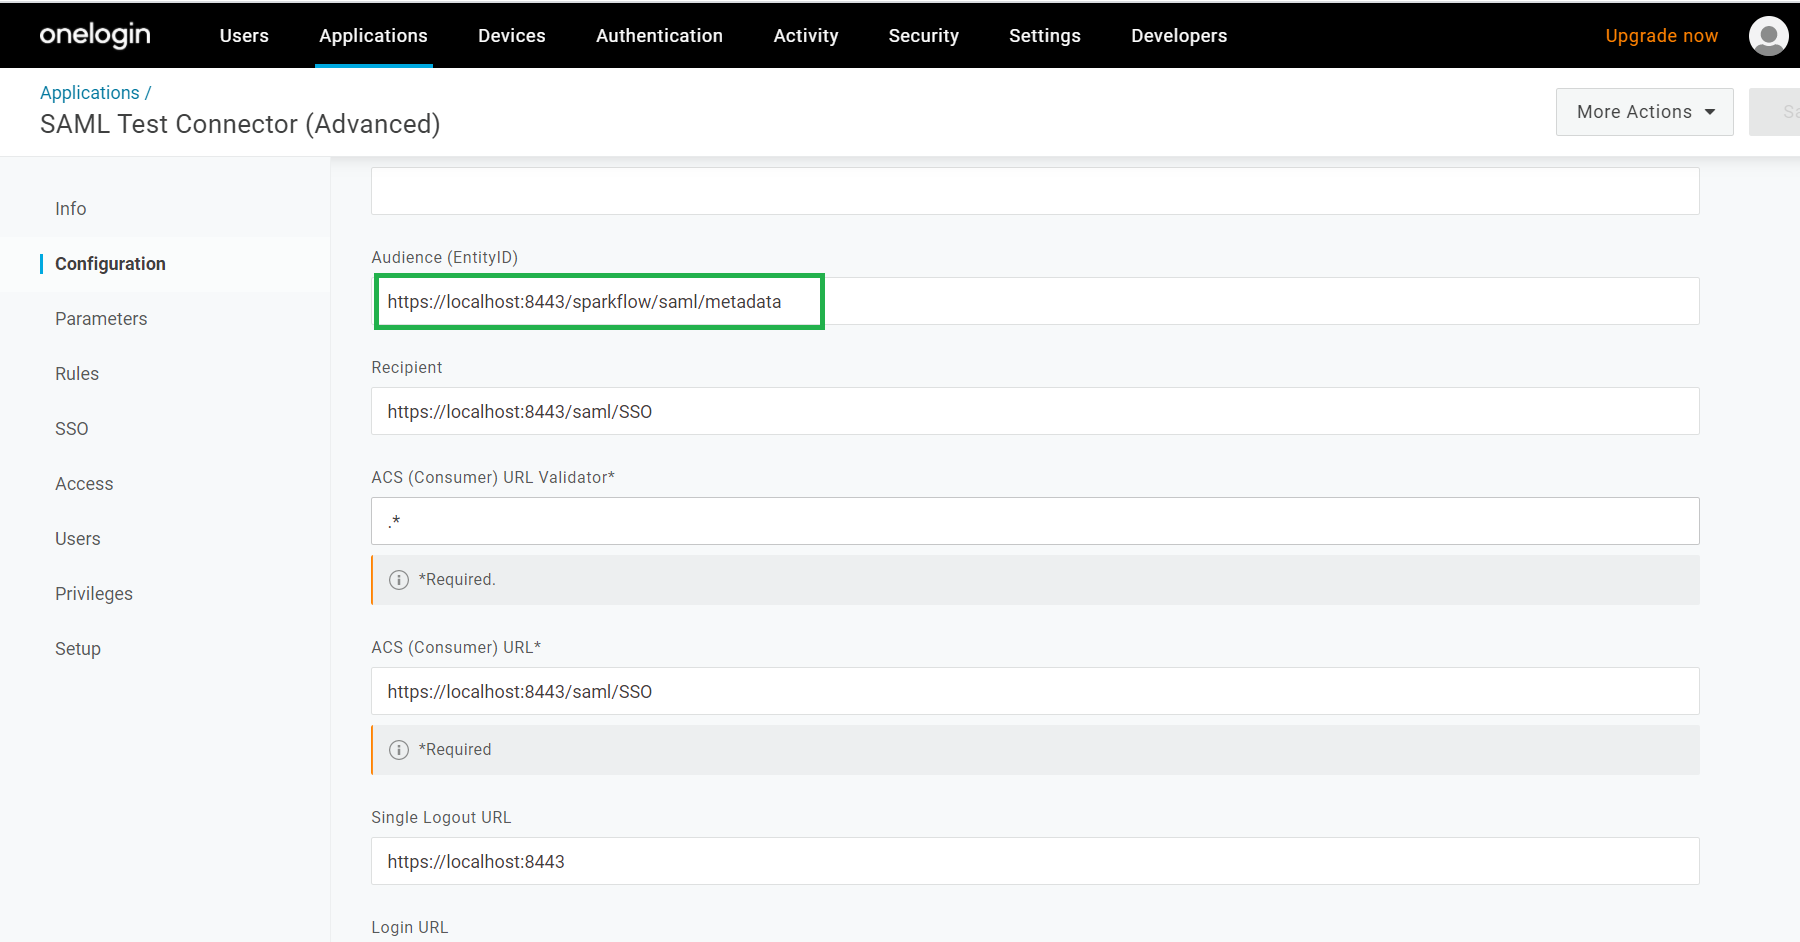 onelogin Users Applications Devices Authentication Activity Security Settings Developers Upgrade now
Applications /
SAML Test Connector (Advanced)
More Actions
Info
Configuration
Parameters
Rules
SSO
Access
Users
Privileges
Setup
Audience (EntityID)
https://localhost:8443/sparkflow/saml/metadata
Recipient
https://localhost:8443/saml/SSO
ACS (Consumer) URL Validator*
.*
*Required.
ACS (Consumer) URL*
https://localhost:8443/saml/SSO
*Required
Single Logout URL
https://localhost:8443
Login URL